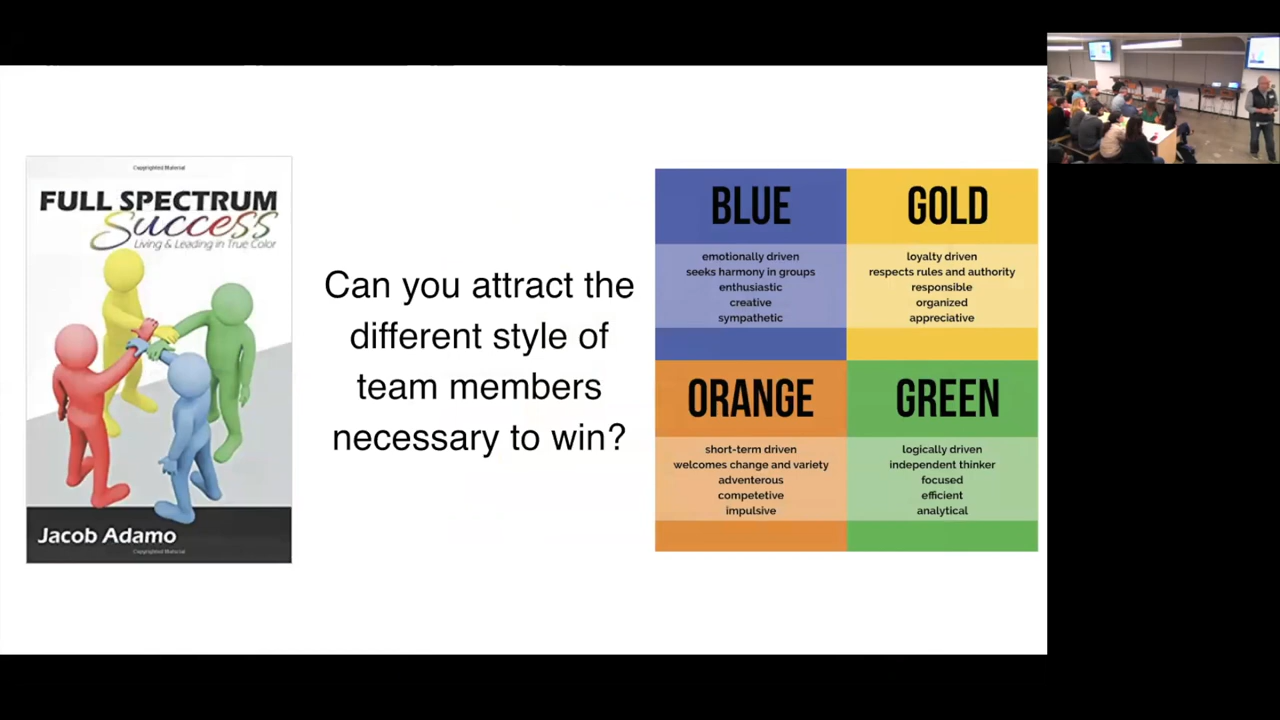 Copyrighted Material
FULL SPECTRUM
Success
Living & Leading in True Color
Jacob Adamo
Copyrighted Material
Can you attract the
different style of
team members
necessary to win?
BLUE
emotionally driven
seeks harmony in groups
enthusiastic
creative
sympathetic
GOLD
loyalty driven
respects rules and authority
responsible
organized
appreciative
ORANGE
short-term driven
welcomes change and variety
adventerous
competetive
impulsive
GREEN
logically driven
independent thinker
focused
efficient
analytical